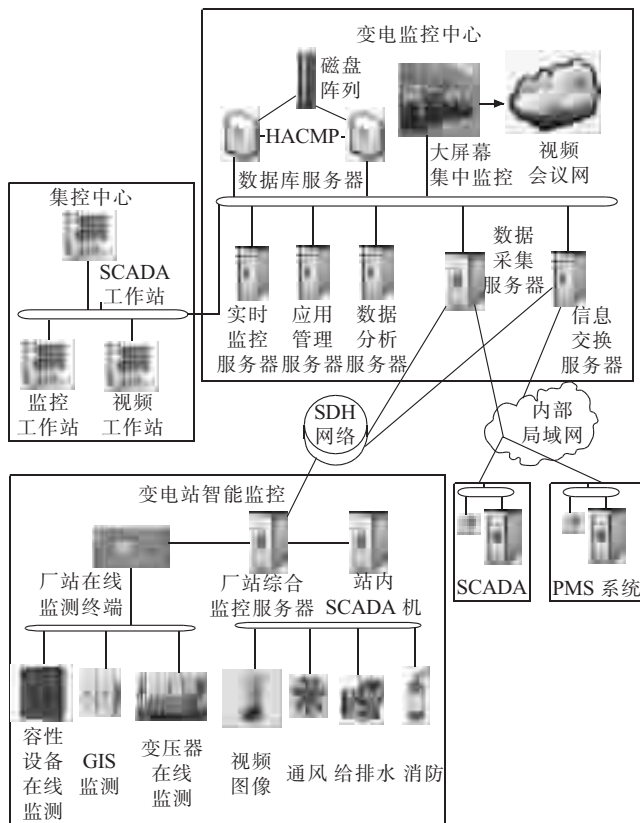 变电监控中心
磁盘
阵列
HACMP
数据库服务器
大屏幕
集中监控
视频
会议网
集控中心
SCADA
工作站
监控
工作站
视频
工作站
实时
监控
服务器
应用
管理
服务器
数据
分析
服务器
数据
采集
服务器
信息
交换
服务器
SDH
网络
内部
局域网
SCADA
PMS 系统
变电站智能监控
厂站在线
监测终端
厂站综合
监控服务器
站内
SCADA 机
容性
设备
在线
监测
GIS
监测
变压器
在线
监测
视频
图像
通风
给排水
消防